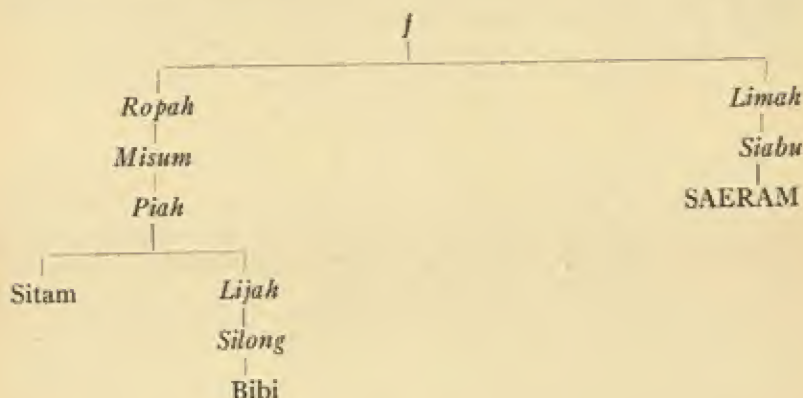 f
Ropah Limah
Misum Siabu
Piah SAERAM
Sitam Lijah
Silong
Bibi